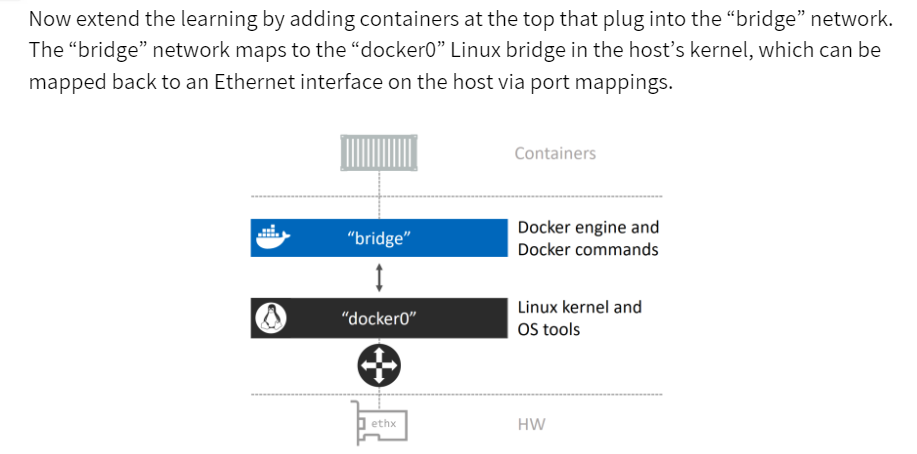 Now extend the learning by adding containers at the top that plug into the “bridge” network.
The “bridge” network maps to the “docker0” Linux bridge in the host’s kernel, which can be
mapped back to an Ethernet interface on the host via port mappings.
Containers
“bridge”
Docker engine and
Docker commands
“docker0”
Linux kernel and
OS tools
ethx
HW